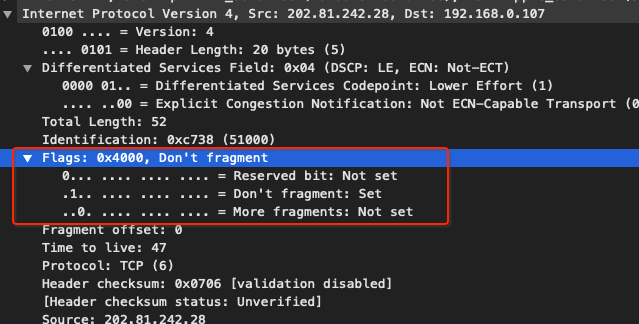 Internet Protocol Version 4, Src: 202.81.242.28, Dst: 192.168.0.107
0100 .... = Version: 4
.... 0101 = Header Length: 20 bytes (5)
Differentiated Services Field: 0x04 (DSCP: LE, ECN: Not-ECT)
0000 01.. = Differentiated Services Codepoint: Lower Effort (1)
.... ..00 = Explicit Congestion Notification: Not ECN-Capable Transport (0
Total Length: 52
Identification: 0xc738 (51000)
Flags: 0x4000, Don't fragment
0... .... .... .... = Reserved bit: Not set
.1.. .... .... .... = Don't fragment: Set
..0. .... .... .... = More fragments: Not set
Fragment offset: 0
Time to live: 47
Protocol: TCP (6)
Header checksum: 0x0706 [validation disabled]
[Header checksum status: Unverified]
Source: 202.81.242.28